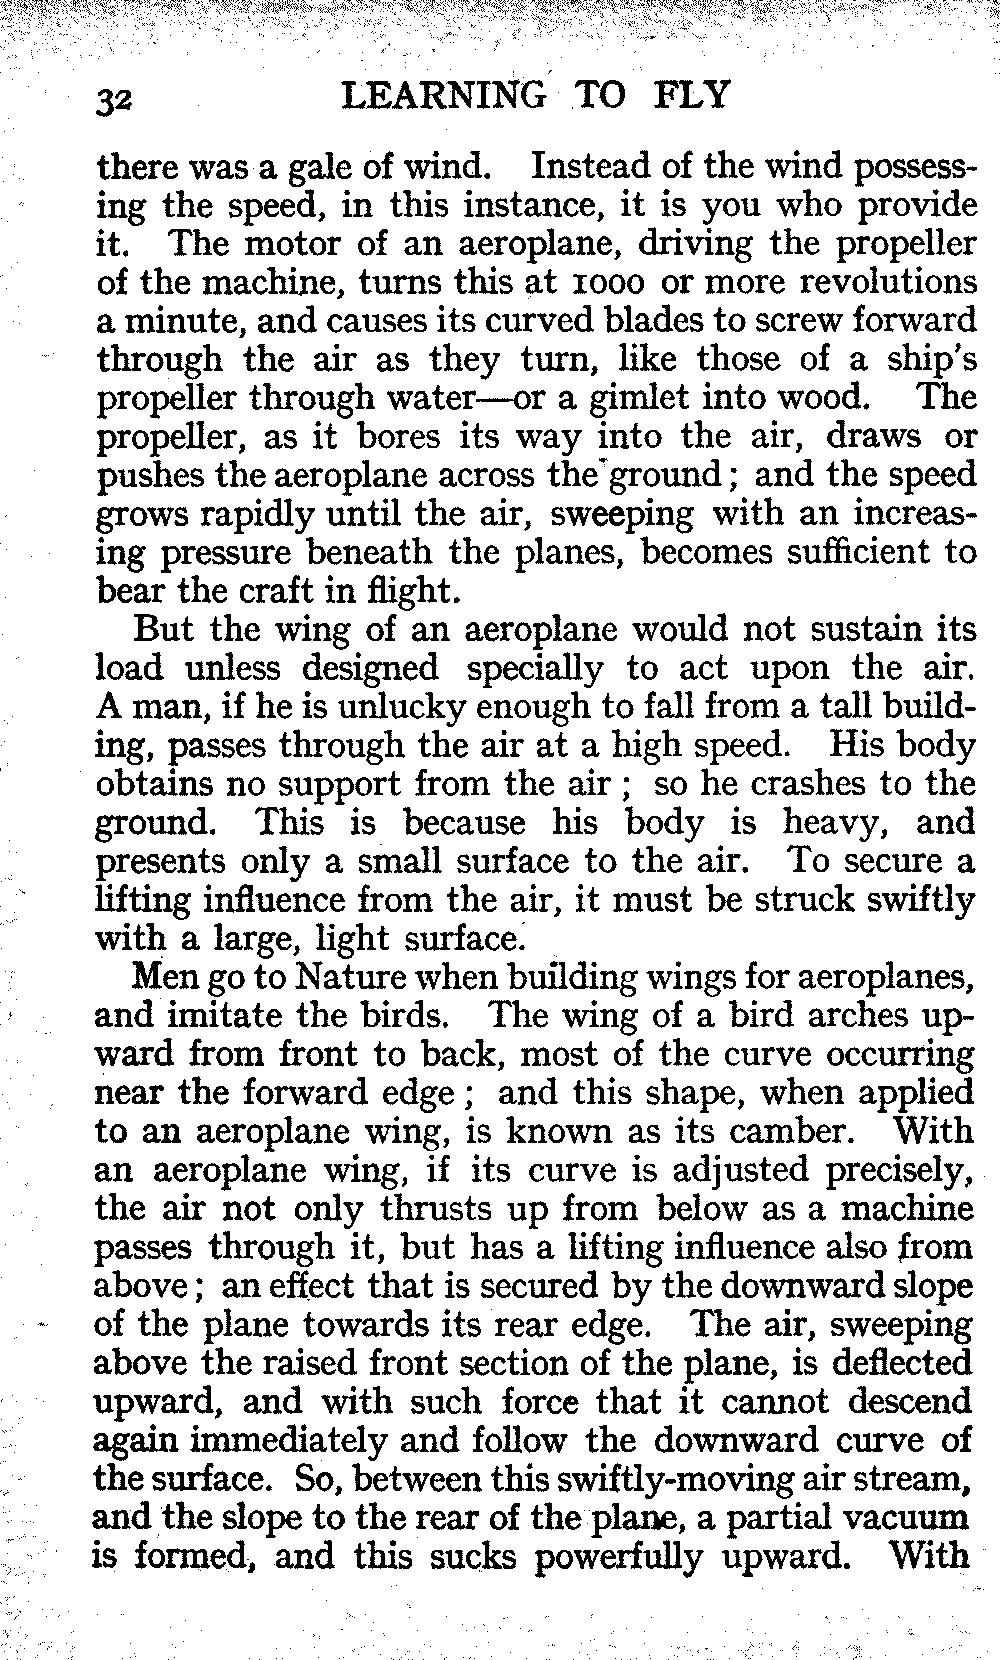 32 LEARNING TO FLY
there was a gale of wind. Instead of the wind possess-
ing the speed, in this instance, it is you who provide
it. The motor of an aeroplane, driving the propeller
of the machine, turns this at 1000 or more revolutions
a minute, and causes its curved blades to screw forward
through the air as they turn, like those of a ship's
propeller through water—or a gimlet into wood. The
propeller, as it bores its way into the air, draws or
pushes the aeroplane across the ground; and the speed
grows rapidly until the air, sweeping with an increas-
ing pressure beneath the planes, becomes sufficient to
bear the craft in flight.
But the wing of an aeroplane would not sustain its
load unless designed specially to act upon the air.
A man, if he is unlucky enough to fall from a tall build-
ing, passes through the air at a high speed. His body
obtains no support from the air; so he crashes to the
ground. This is because his body is heavy, and
presents only a small surface to the air. To secure a
lifting influence from the air, it must be struck swiftly
with a large, light surface.
Men go to Nature when building wings for aeroplanes,
and imitate the birds. The wing of a bird arches up-
ward from front to back, most of the curve occurring
near the forward edge; and this shape, when applied
to an aeroplane wing, is known as its camber. With
an aeroplane wing, if its curve is adjusted precisely,
the air not only thrusts up from below as a machine
passes through it, but has a lifting influence also from
above; an effect that is secured by the downward slope
of the plane towards its rear edge. The air, sweeping
above the raised front section of the plane, is deflected
upward, and with such force that it cannot descend
again immediately and follow the downward curve of
the surface. So, between this swiftly-moving air stream,
and the slope to the rear of the plane, a partial vacuum
is formed, and this sucks powerfully upward. With